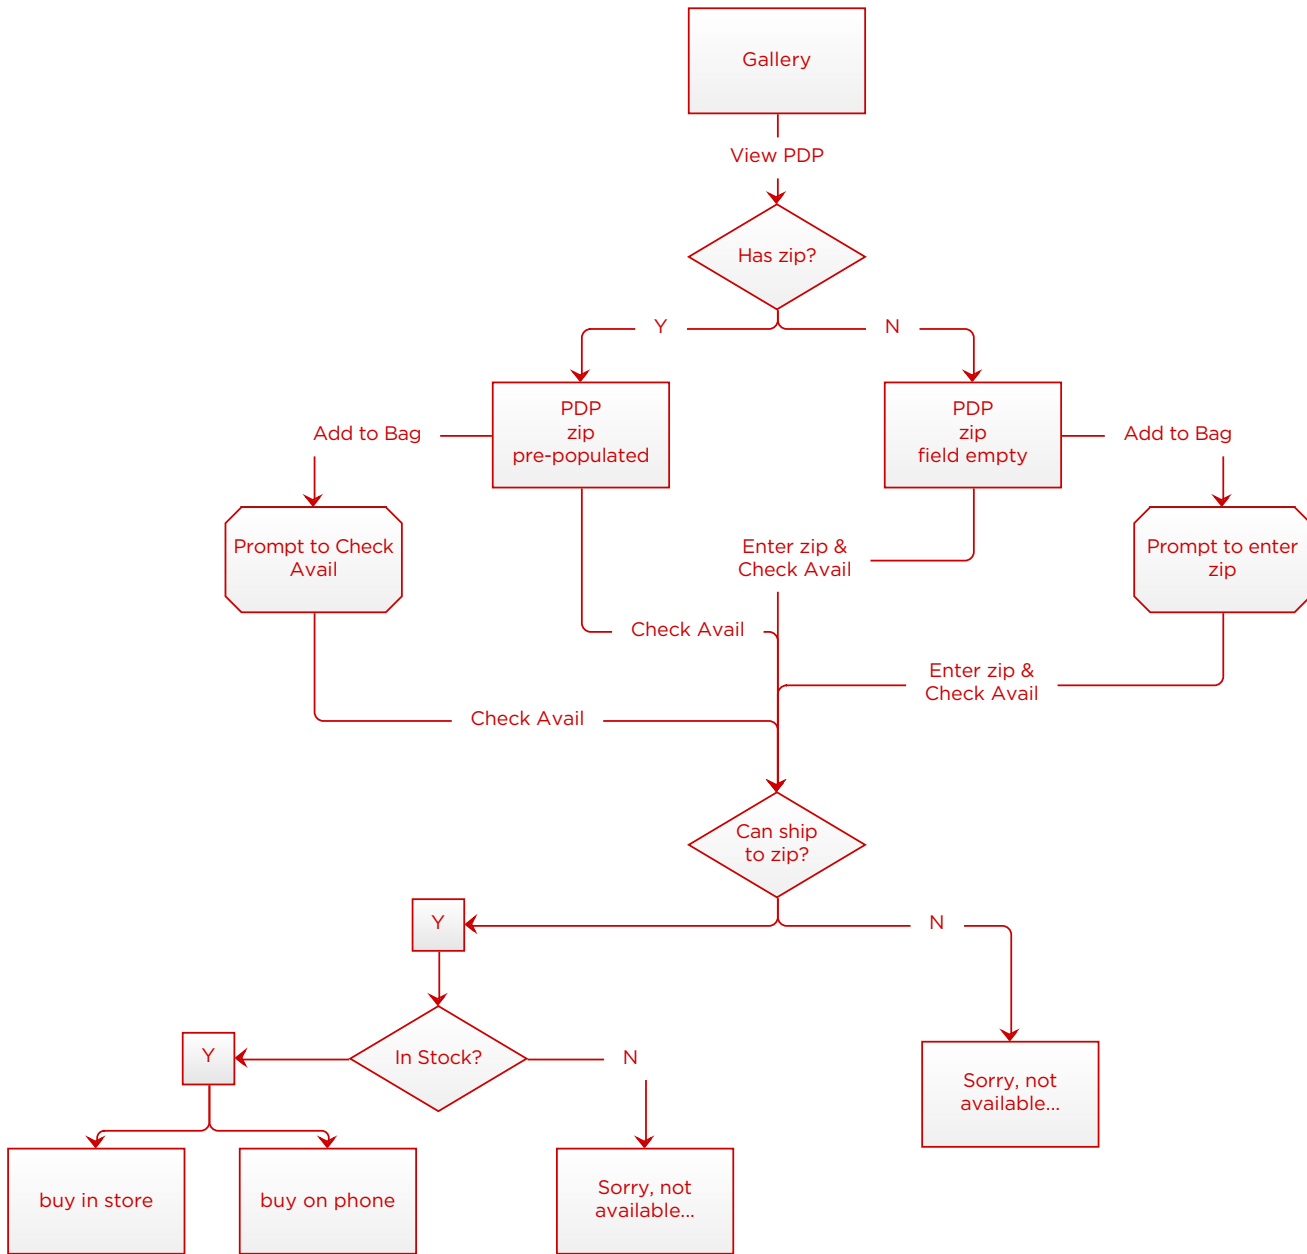 Gallery
View PDP
Has zip?
Y
N
PDP
zip
pre-populated
PDP
zip
field empty
Add to Bag
Add to Bag
Prompt to Check
Avail
Enter zip &
Check Avail
Prompt to enter
zip
Check Avail
Enter zip &
Check Avail
Check Avail
Can ship
to zip?
Y
N
Y
In Stock?
N
Sorry, not
available...
buy in store
buy on phone
Sorry, not
available...